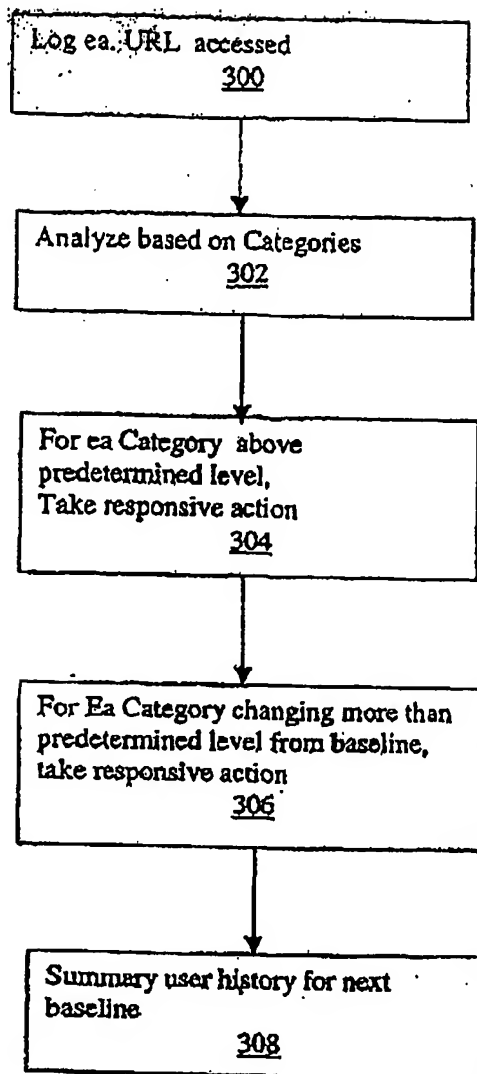 Log ea. URL accessed
300
Analyze based on Categories
302
For ea Category above
predetermined level,
Take responsive action
304
For Ea Category changing more than
predetermined level from baseline,
take responsive action
306
Summary user history for next
baseline
308